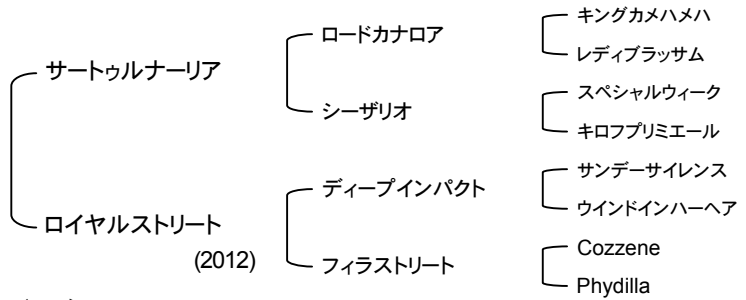 サートゥルナーリア
ロードカナロア
キングカメハメハ
レディブラッサム
シーザリオ
スペシャルウィーク
キロフプリミエール
ロイヤルストリート
(2012)
ディープインパクト
サンデーサイレンス
ウインドインハーヘア
フィラストリート
Cozzene
Phydilla